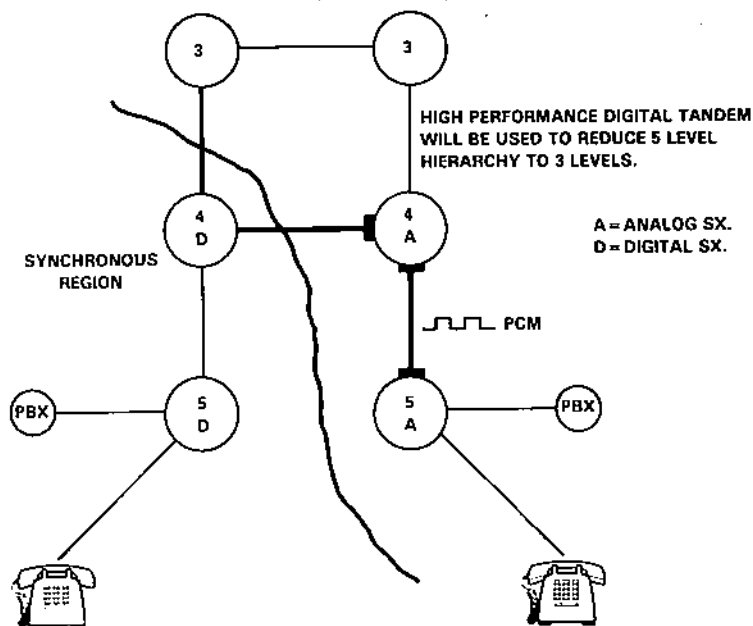 3
3
HIGH PERFORMANCE DIGITAL TANDEM
WILL BE USED TO REDUCE 5 LEVEL
HIERARCHY TO 3 LEVELS.
4
D
4
A
A = ANALOG SX.
D = DIGITAL SX.
SYNCHRONOUS
REGION
PCM
PBX
5
D
5
A
PBX